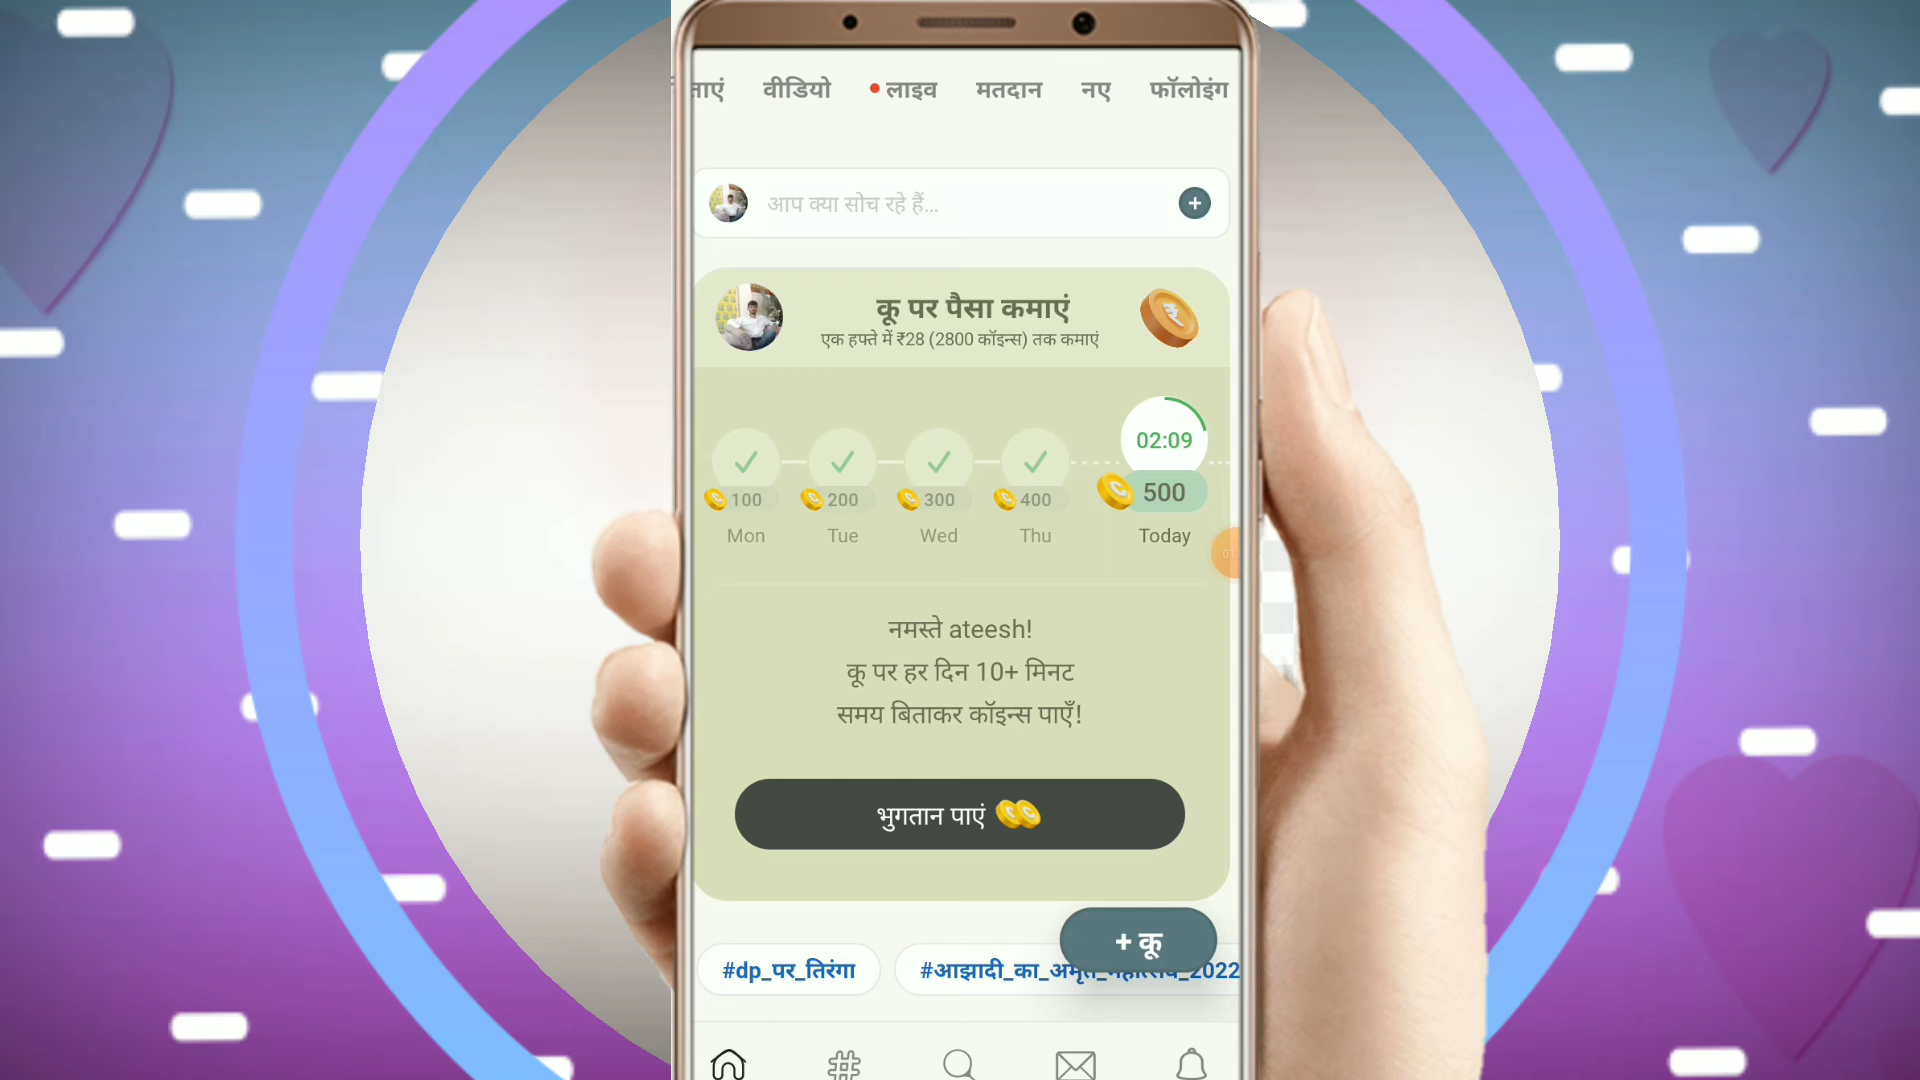 वीडियो
लाइव
मतदान
नए
फॉलोइंग
आप क्या सोच रहे हैं...
कू पर पैसा कमाएं
एक हफ्ते में ₹28 (2800 कॉइन्स) तक कमाएं
02:09
100
200
300
400
500
Mon
Tue
Wed
Thu
Today
नमस्ते ateesh!
कू पर हर दिन 10+ मिनट
समय बिताकर कॉइन्स पाएँ!
भुगतान पाएं
+ कू
#dp_पर_तिरंगा
#आझादी_का_अमृत_महोत्सव_2022